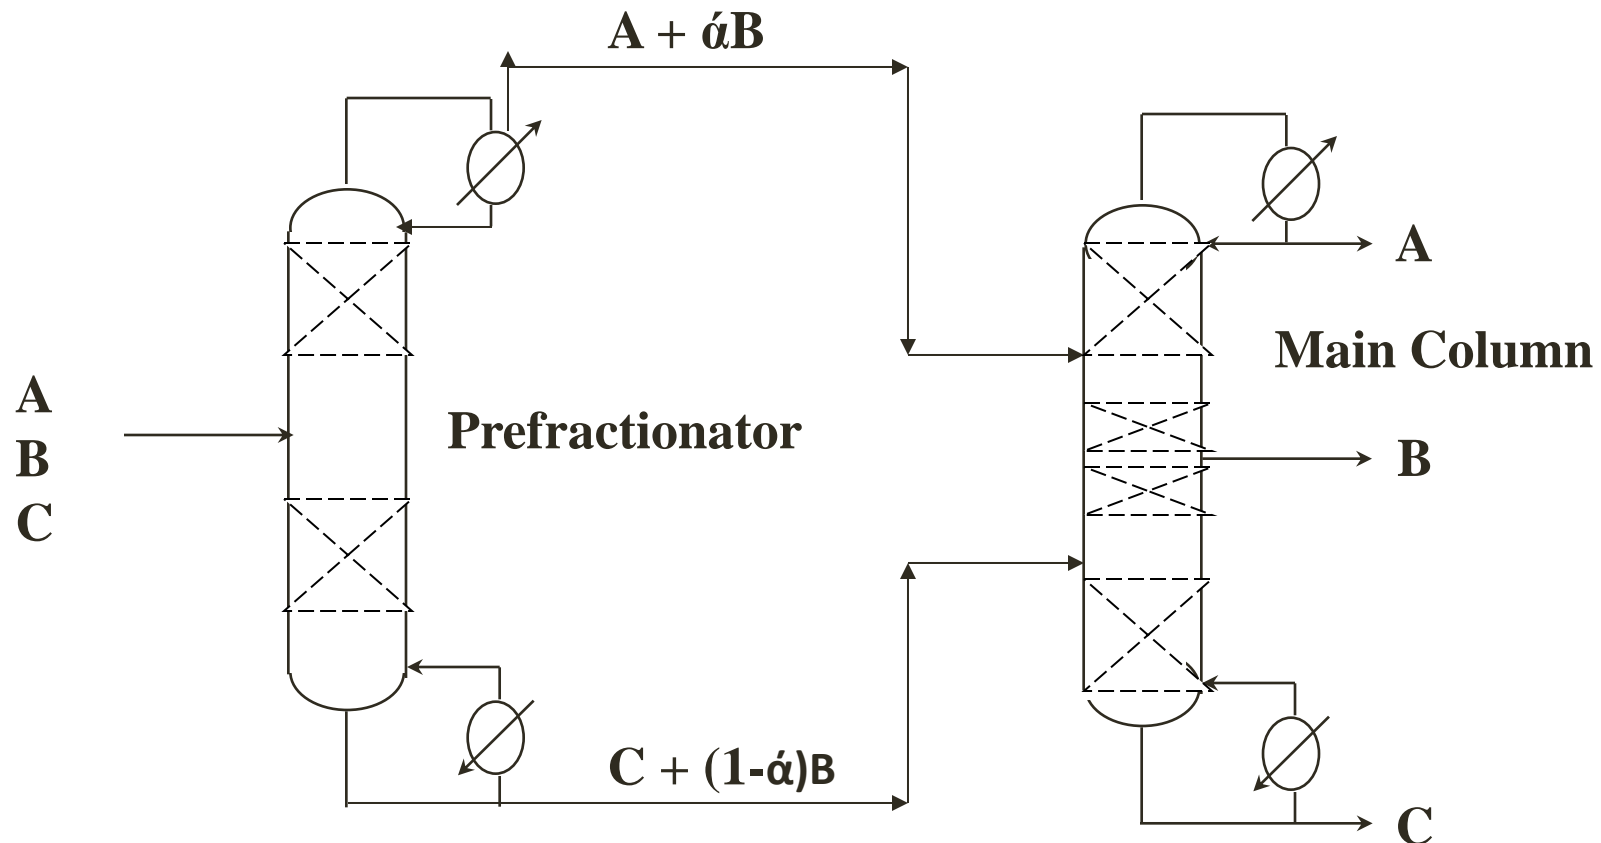 A + άB
A
Main Column
A
B
C
Prefractionator
B
C + (1-ά)B
C